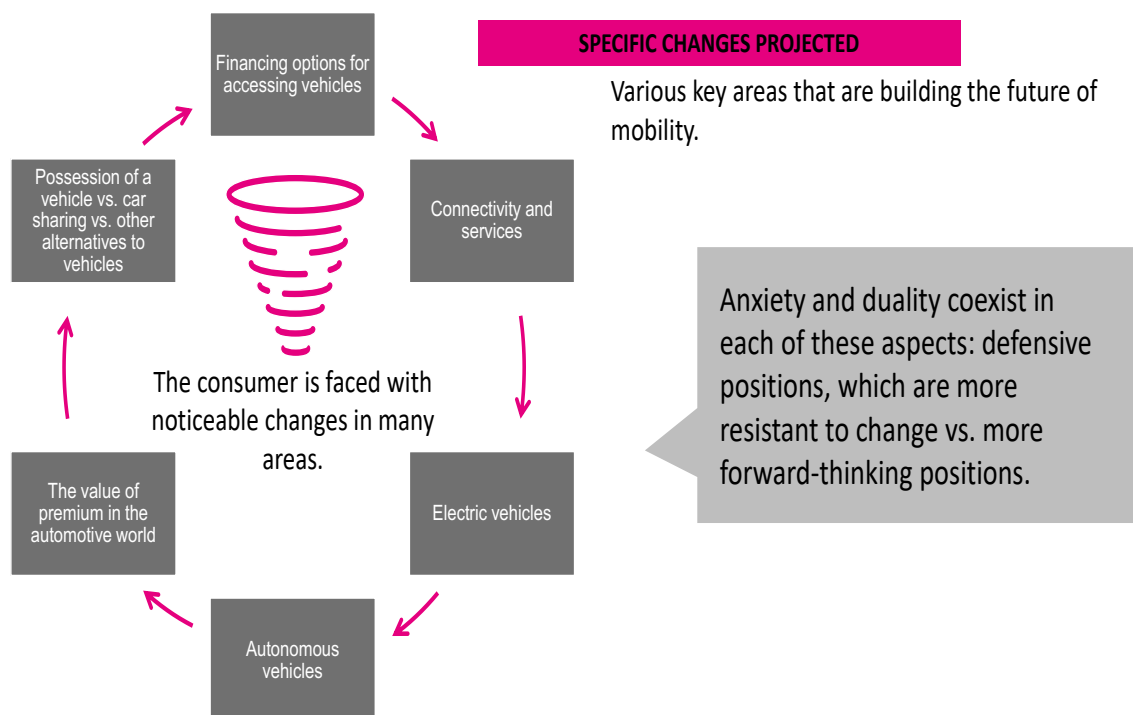 SPECIFIC CHANGES PROJECTED
Various key areas that are building the future of
mobility.
Financing options for
accessing vehicles
Connectivity and
services
Electric vehicles
Autonomous
vehicles
The value of
premium in the
automotive world
Possession of a
vehicle vs. car
sharing vs. other
alternatives to
vehicles
The consumer is faced with
noticeable changes in many
areas.
Anxiety and duality coexist in
each of these aspects: defensive
positions, which are more
resistant to change vs. more
forward-thinking positions.